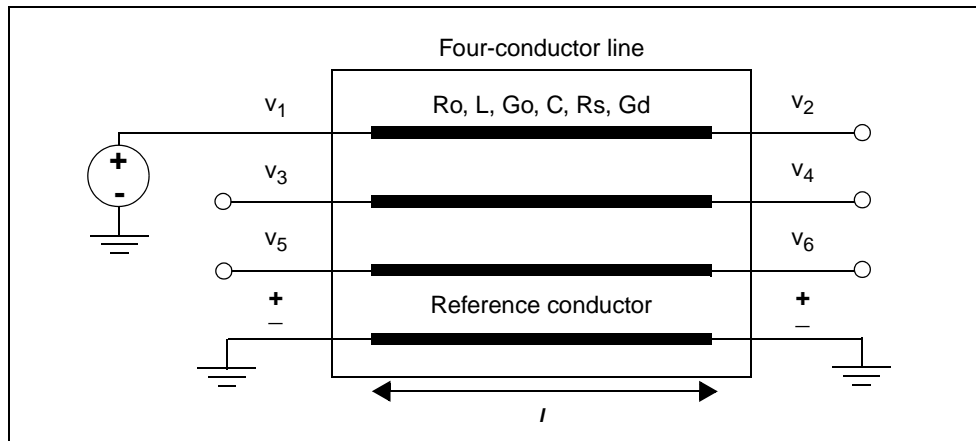 Four-conductor line
v1
Ro, L, Go, C, Rs, Gd
v2
+
-
v3
v4
v5
v6
+
–
Reference conductor
+
–
l